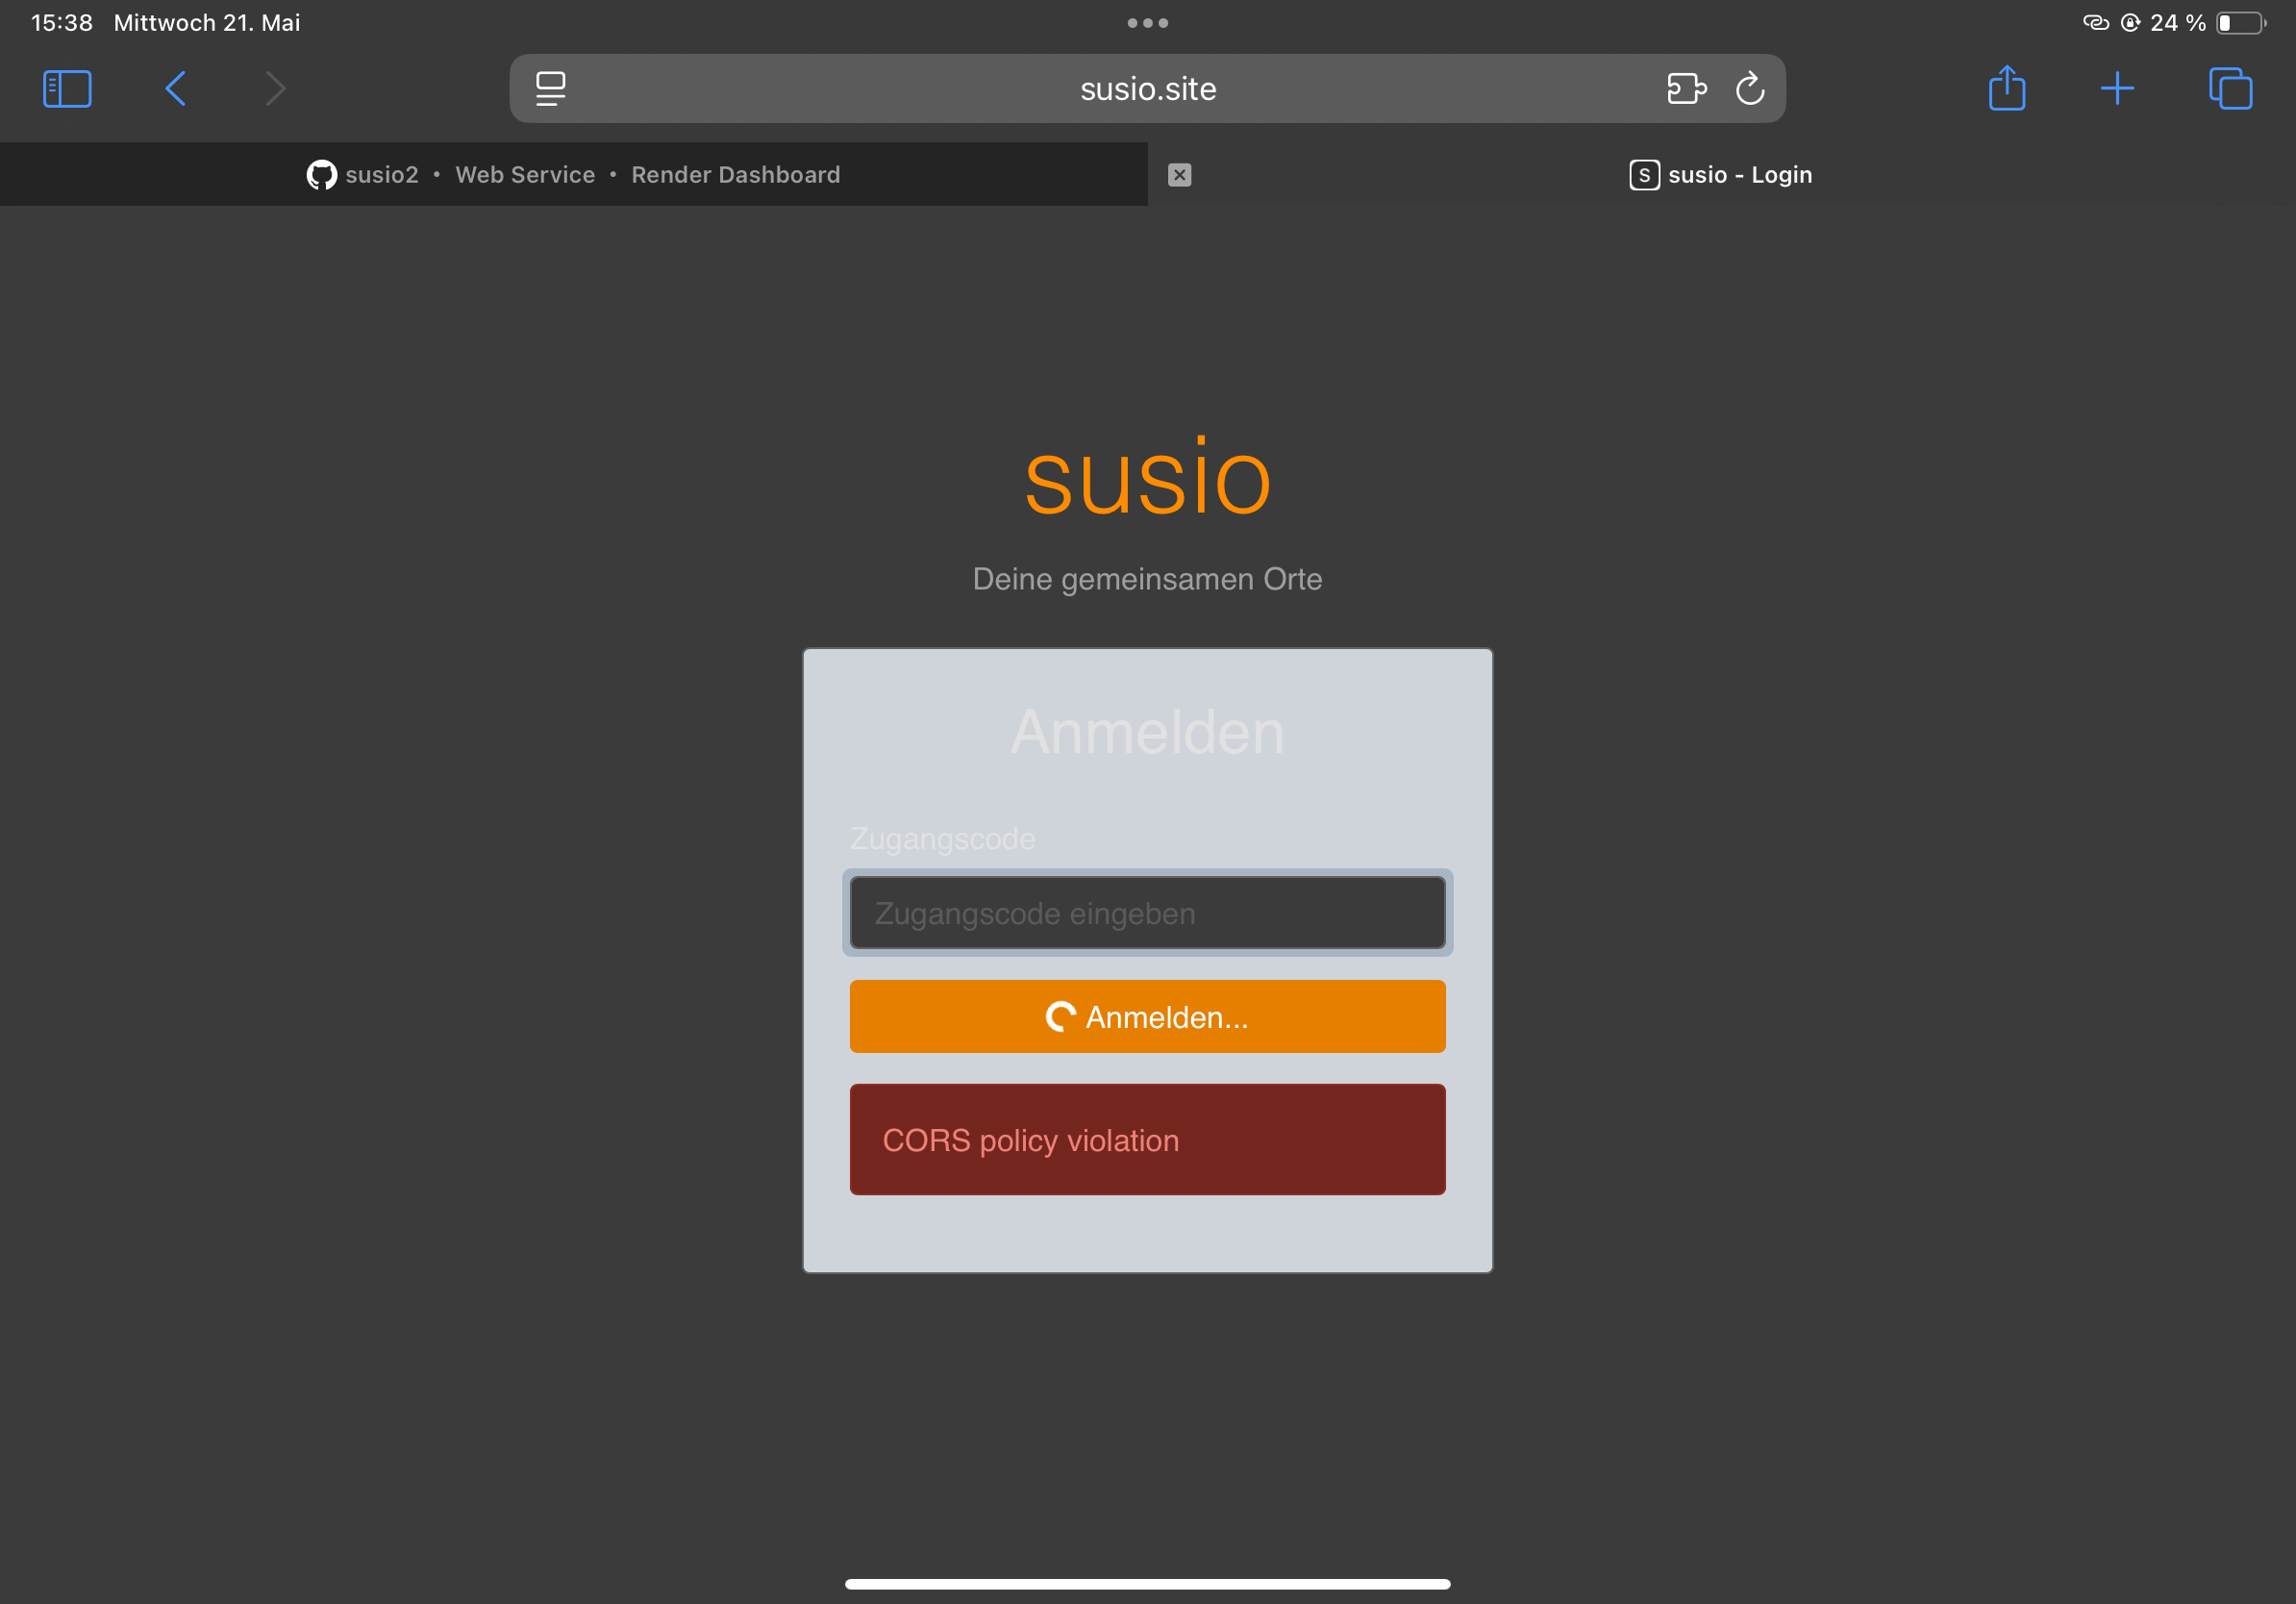 15:38 Mittwoch 21. Mai
24 %
susio.site
susio2 • Web Service • Render Dashboard
S susio - Login
susio
Deine gemeinsamen Orte
Anmelden
Zugangscode
Zugangscode eingeben
Anmelden...
CORS policy violation